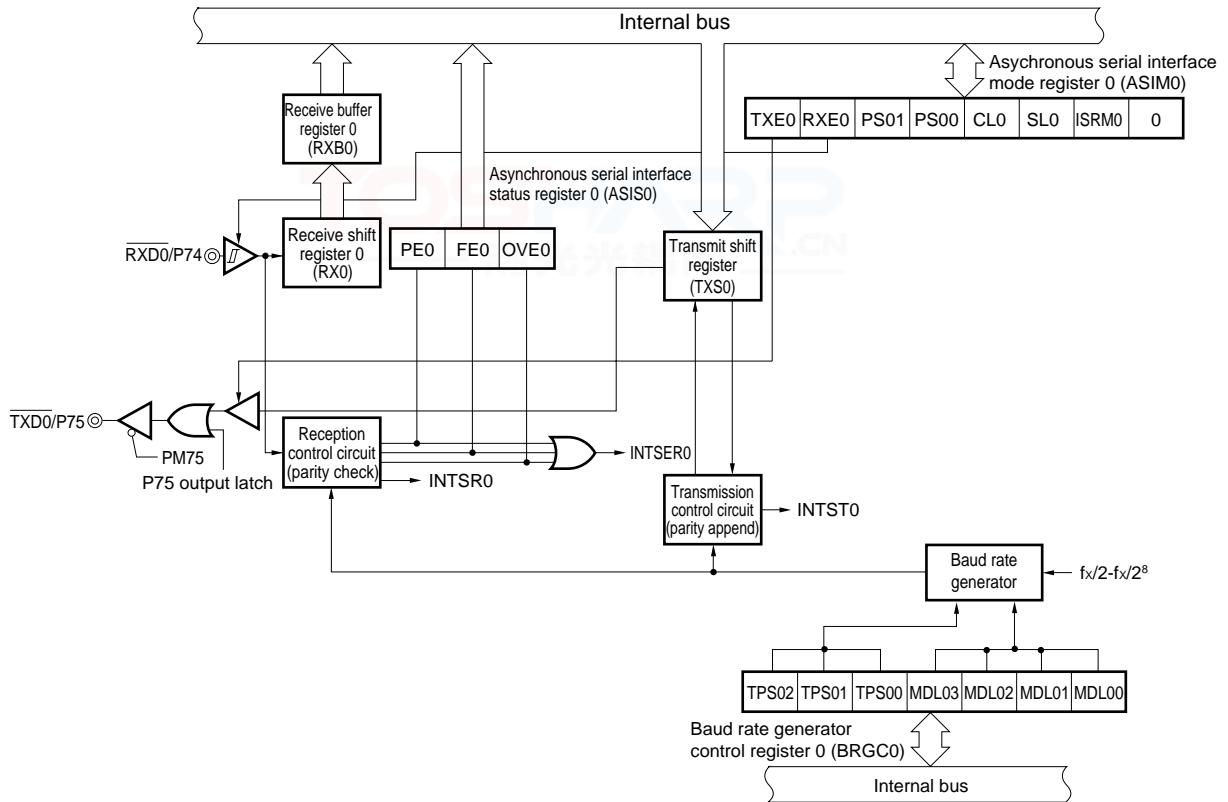 Internal bus
Asychronous serial interface
mode register 0 (ASIM0)
TXE0 RXE0 PS01 PS00 CL0 SL0 ISRM0 0
Receive buffer
register 0
(RXB0)
Asynchronous serial interface
status register 0 (ASIS0)
RXD0/P74
Receive shift
register 0
(RX0)
PE0 FE0 OVE0
Transmit shift
register
(TXS0)
TXD0/P75
PM75
P75 output latch
Reception
control circuit
(parity check)
INTSER0
INTSR0
Transmission
control circuit
(parity append)
INTST0
Baud rate
generator
fx/2-fx/2⁸
TPS02 TPS01 TPS00 MDL03 MDL02 MDL01 MDL00
Baud rate generator
control register 0 (BRGC0)
Internal bus